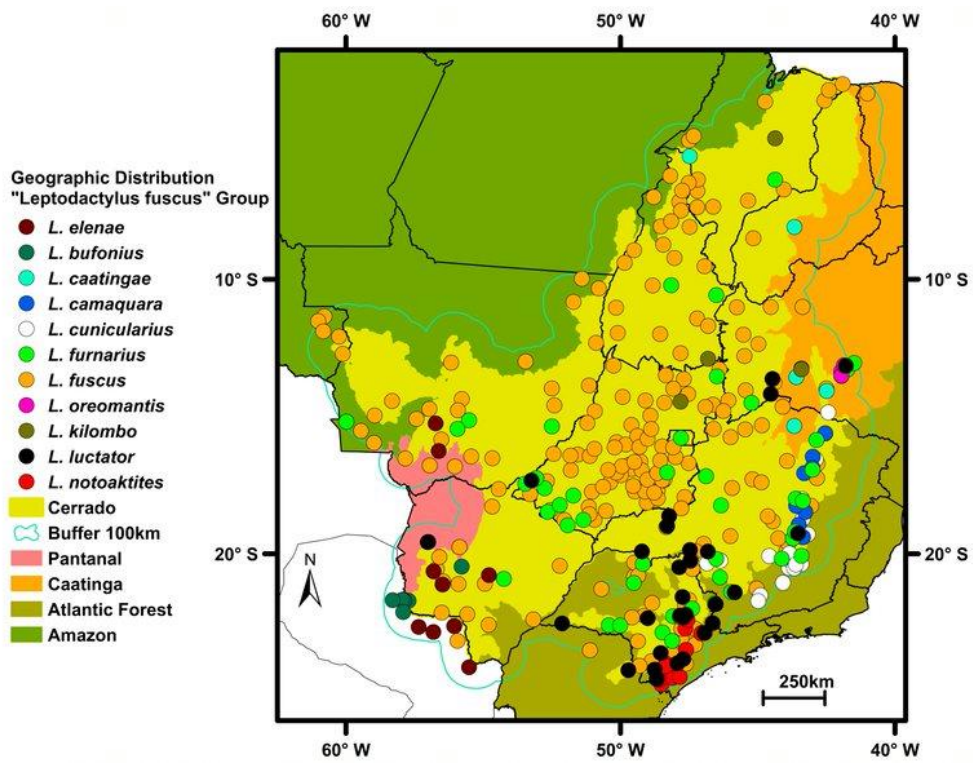 60° W 50° W 40° W
Geographic Distribution
"Leptodactylus fuscus" Group
L. elenae
L. bufonius
L. caatingae
L. camaquara
L. cunicularius
L. furnarius
L. fuscus
L. oreomantis
L. kilombo
L. luctator
L. notoaktites
Cerrado
Buffer 100km
Pantanal
Caatinga
Atlantic Forest
Amazon
10° S 10° S
20° S 20° S
N
250km
60° W 50° W 40° W